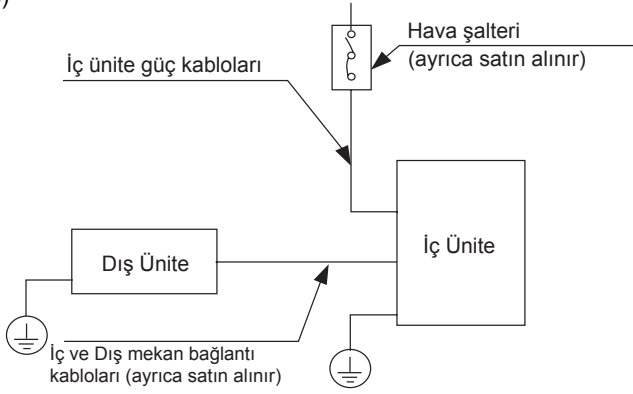 )
Hava şalteri
(ayrıca satın alınır)
İç ünite güç kabloları
İç Ünite
Dış Ünite
İç ve Dış mekan bağlantı
kabloları (ayrıca satın alınır)